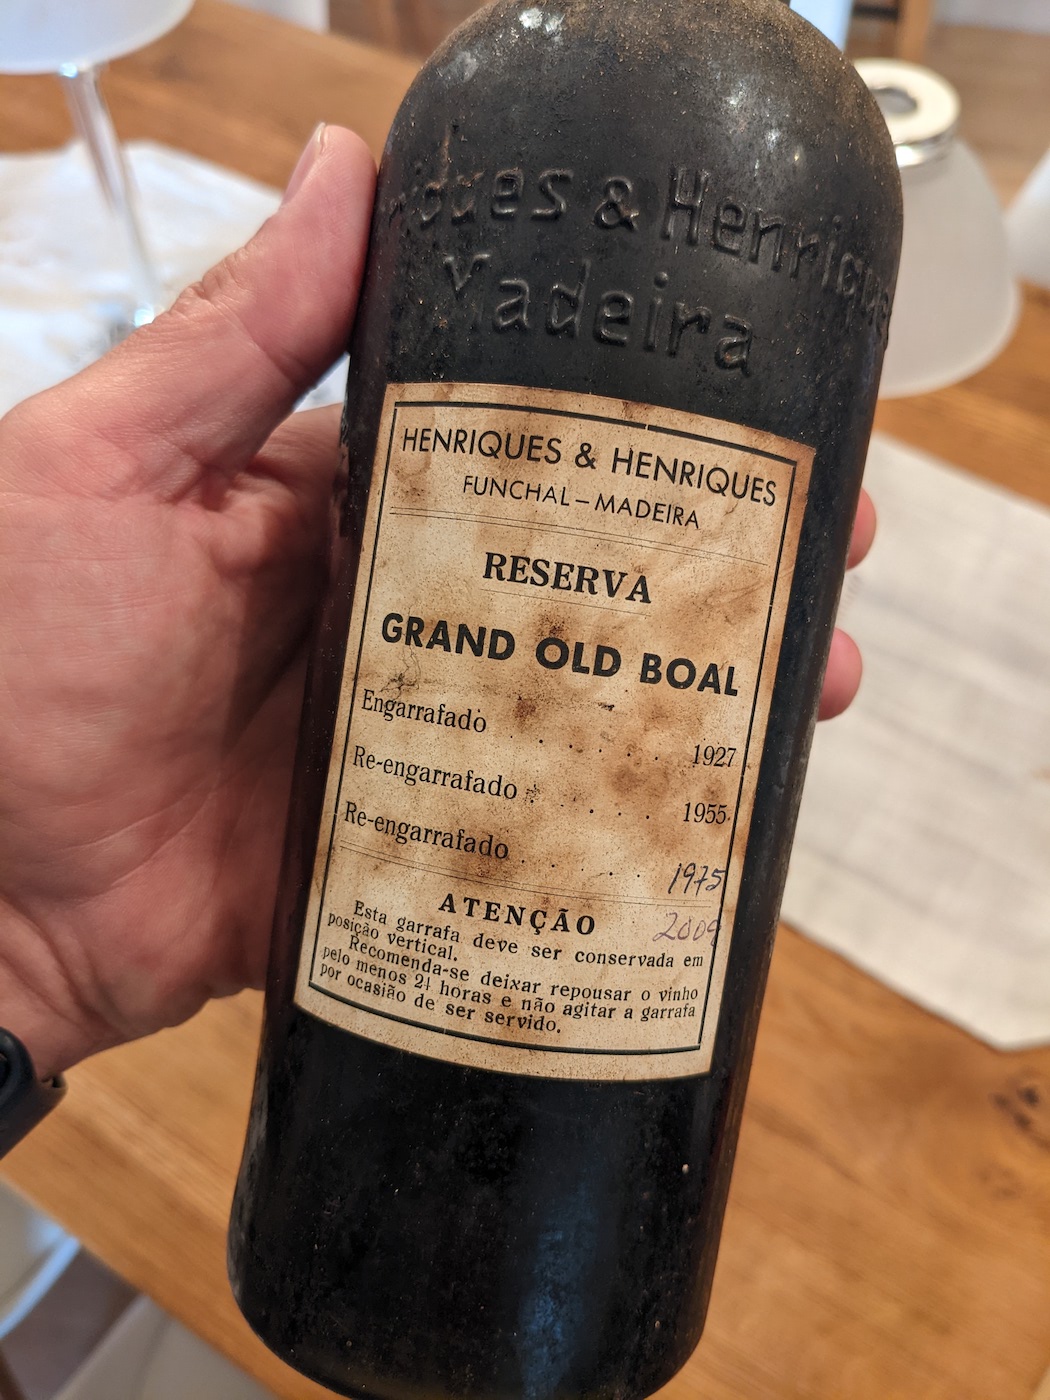 iques & Henriques
Madeira
HENRIQUES & HENRIQUES
FUNCHAL – MADEIRA
RESERVA
GRAND OLD BOAL
Engarrafado . . . . . 1927
Re-engarrafado . . . . . 1955
Re-engarrafado . . . . . 1975
2009
ATENÇÃO
Esta garrafa deve ser conservada em
posição vertical.
Recomenda-se deixar repousar o vinho
pelo menos 24 horas e não agitar a garrafa
por ocasião de ser servido.